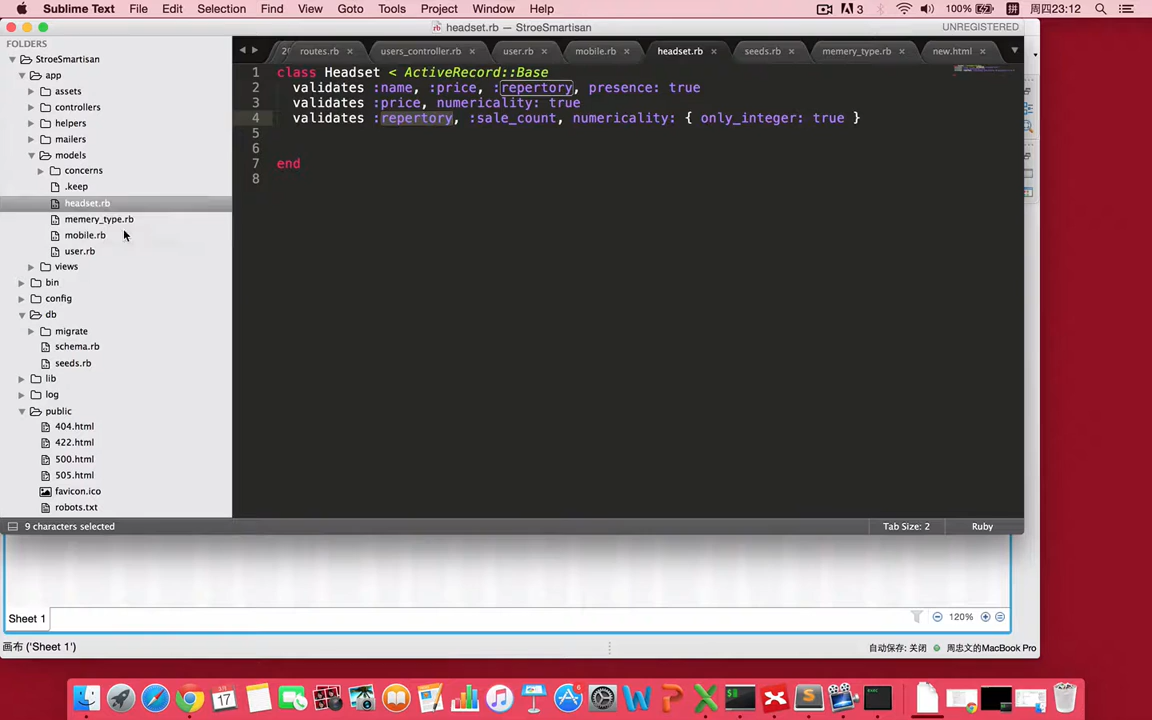 Sublime Text File Edit Selection Find Goto Tools Window Help 3 100% 拼 周四23:12
headset.rb — StroeSmartisan UNREGISTERED
FOLDERS
StroeSmartisan
app
assets
controllers
helpers
mailers
models
concerns
.keep
headset.rb
memery_type.rb
mobile.rb
user.rb
views
bin
config
db
migrate
schema.rb
seeds.rb
lib
log
public
404.html
422.html
500.html
505.html
favicon.ico
robots.txt
routes.rb users_controller.rb user.rb mobile.rb headset.rb seeds.rb memery_type.rb new.html
1 class Headset < ActiveRecord::Base
2 validates :name, :price, :repertory, presence: true
3 validates :price, numericality: true
4 validates :repertory, :sale_count, numericality: { only_integer: true }
5
6
7 end
8
9 characters selected Tab Size: 2 Ruby
Sheet 1 120%
画布 ('Sheet 1') 自动保存: 关闭 周忠文的MacBook Pro
17